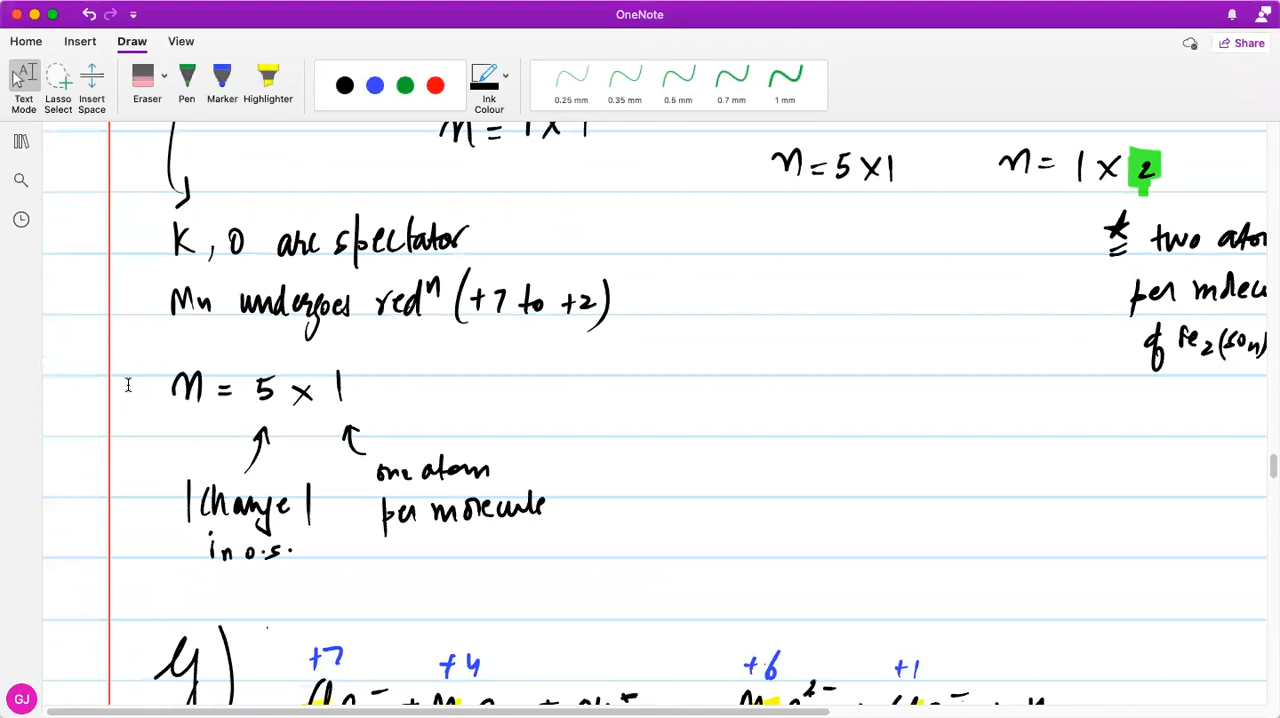 OneNote
Home Insert Draw View
Share
Text Mode
Lasso Select
Insert Space
Eraser
Pen
Marker
Highlighter
Ink Colour
0.25 mm
0.35 mm
0.5 mm
0.7 mm
1 mm
n = 1 x 1
n = 5 x 1
n = 1 x 2
K, O are spectator
Mn undergoes redⁿ (+7 to +2)
* two ato
per molecu
of Fe₂(SO₄)
n = 5 x 1
|Change|
in o.s.
one atom
per molecule
+7 +4 +6 +1
GJ